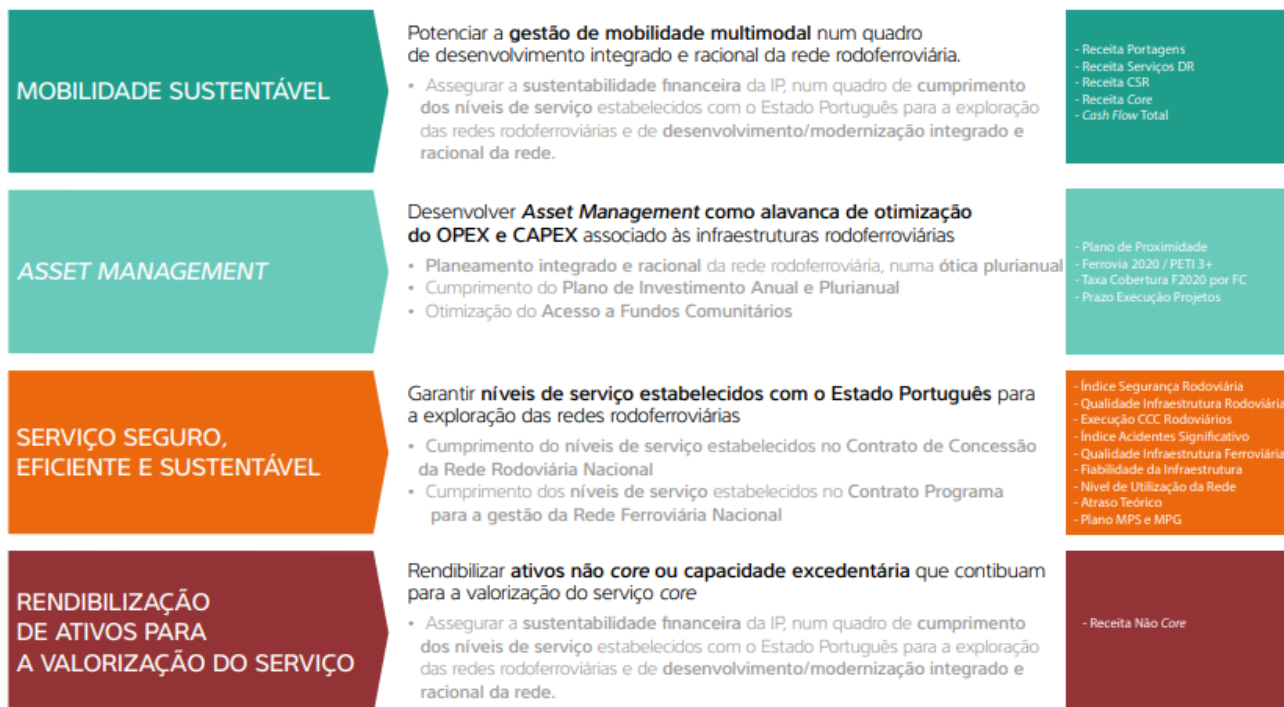 MOBILIDADE SUSTENTÁVEL
Potenciar a gestão de mobilidade multimodal num quadro
de desenvolvimento integrado e racional da rede rodoferroviária.
• Assegurar a sustentabilidade financeira da IP, num quadro de cumprimento
dos níveis de serviço estabelecidos com o Estado Português para a exploração
das redes rodoferroviárias e de desenvolvimento/modernização integrado e
racional da rede.
- Receita Portagens
- Receita Serviços DR
- Receita CSR
- Receita Core
- Cash Flow Total
ASSET MANAGEMENT
Desenvolver Asset Management como alavanca de otimização
do OPEX e CAPEX associado às infraestruturas rodoferroviárias
• Planeamento integrado e racional da rede rodoferroviária, numa ótica plurianual
• Cumprimento do Plano de Investimento Anual e Plurianual
• Otimização do Acesso a Fundos Comunitários
- Plano de Proximidade
- Ferrovia 2020 / PETI 3+
- Taxa Cobertura F2020 por FC
- Prazo Execução Projetos
SERVIÇO SEGURO,
EFICIENTE E SUSTENTÁVEL
Garantir níveis de serviço estabelecidos com o Estado Português para
a exploração das redes rodoferroviárias
• Cumprimento do níveis de serviço estabelecidos no Contrato de Concessão
da Rede Rodoviária Nacional
• Cumprimento dos níveis de serviço estabelecidos no Contrato Programa
para a gestão da Rede Ferroviária Nacional
- Índice Segurança Rodoviária
- Qualidade Infraestrutura Rodoviária
- Execução CCC Rodoviários
- Índice Acidentes Significativo
- Qualidade Infraestrutura Ferroviária
- Fiabilidade da Infraestrutura
- Nivel de Utilização da Rede
- Atraso Teórico
- Plano MPS e MPG
RENDIBILIZAÇÃO
DE ATIVOS PARA
A VALORIZAÇÃO DO SERVIÇO
Rendibilizar ativos não core ou capacidade excedentária que contibuam
para a valorização do serviço core
• Assegurar a sustentabilidade financeira da IP, num quadro de cumprimento
dos níveis de serviço estabelecidos com o Estado Português para a exploração
das redes rodoferroviárias e de desenvolvimento/modernização integrado e
racional da rede.
- Receita Não Core